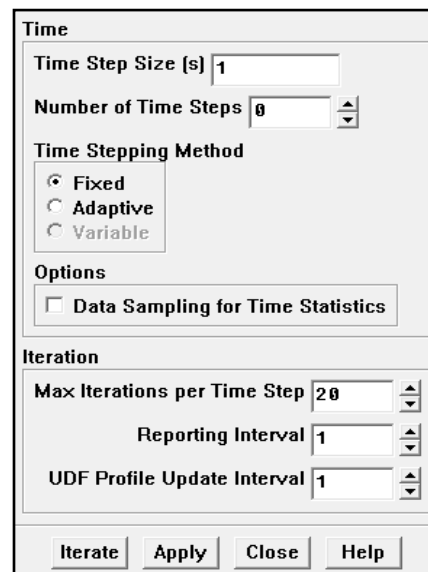 Time
Time Step Size (s) 1
Number of Time Steps 0
Time Stepping Method
Fixed
Adaptive
Variable
Options
Data Sampling for Time Statistics
Iteration
Max Iterations per Time Step 20
Reporting Interval 1
UDF Profile Update Interval 1
Iterate Apply Close Help